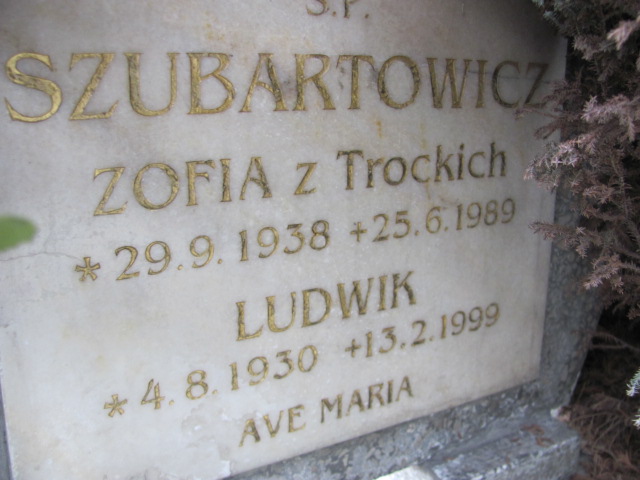 Ś.P.
SZUBARTOWICZ
ZOFIA z Trockich
* 29.9.1938 +25.6.1989
LUDWIK
* 4.8.1930 +13.2.1999
AVE MARIA